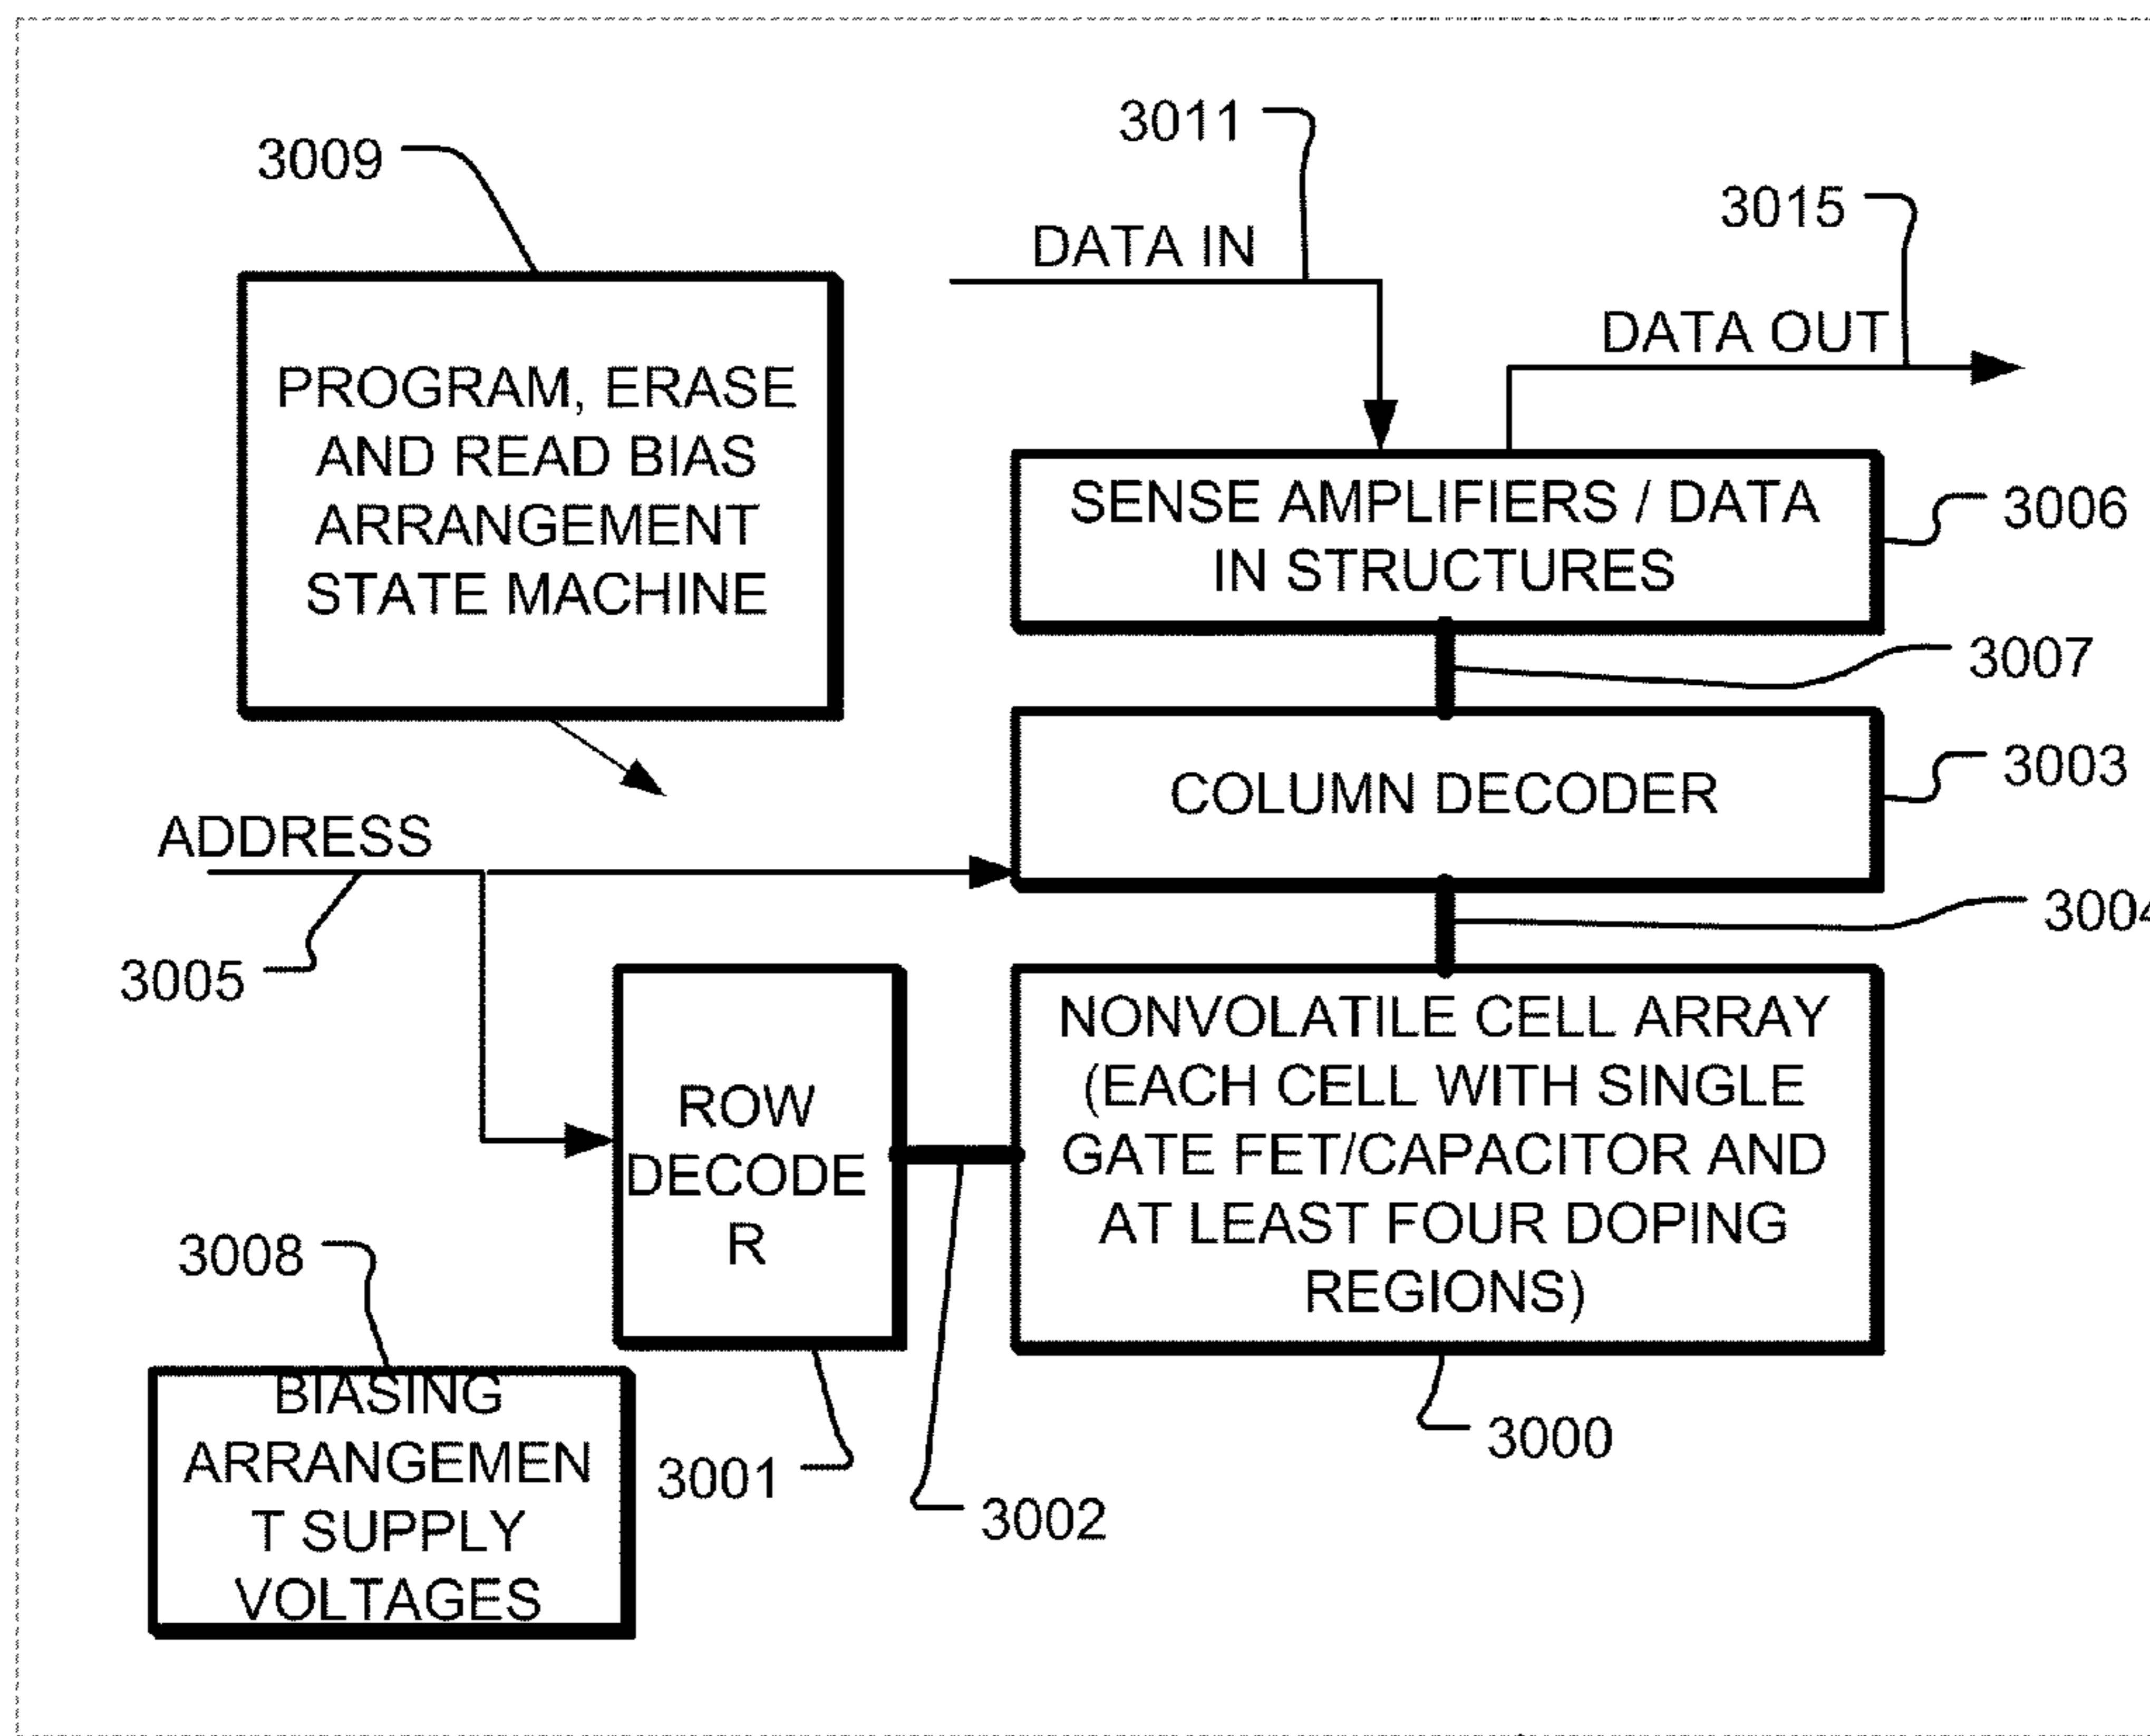 3011
3009
3015
DATA IN
DATA OUT
PROGRAM, ERASE
AND READ BIAS
ARRANGEMENT
STATE MACHINE
SENSE AMPLIFIERS / DATA
IN STRUCTURES
3006
3007
COLUMN DECODER
3003
ADDRESS
3004
3005
NONVOLATILE CELL ARRAY
(EACH CELL WITH SINGLE
GATE FET/CAPACITOR AND
AT LEAST FOUR DOPING
REGIONS)
ROW
DECODE
R
3008
BIASING
ARRANGEMEN
T SUPPLY
VOLTAGES
3001
3002
3000